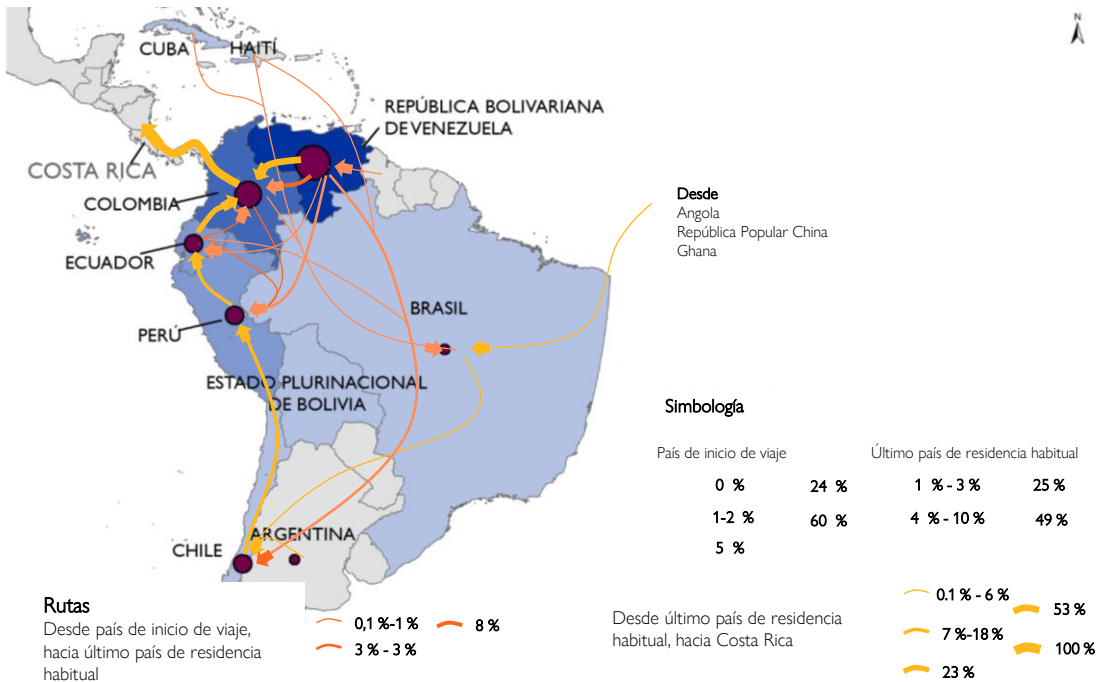 N
CUBA
HAITÍ
REPÚBLICA BOLIVARIANA
DE VENEZUELA
COSTA RICA
COLOMBIA
ECUADOR
PERÚ
BRASIL
ESTADO PLURINACIONAL
DE BOLIVIA
ARGENTINA
CHILE
Desde
Angola
República Popular China
Ghana
Simbología
País de inicio de viaje
0 %
24 %
1-2 %
60 %
5 %
Último país de residencia habitual
1 % - 3 %
25 %
4 % - 10 %
49 %
Rutas
Desde país de inicio de viaje,
hacia último país de residencia
habitual
0,1 %-1 %
8 %
3 % - 3 %
Desde último país de residencia
habitual, hacia Costa Rica
0.1 % - 6 %
53 %
7 %-18 %
100 %
23 %